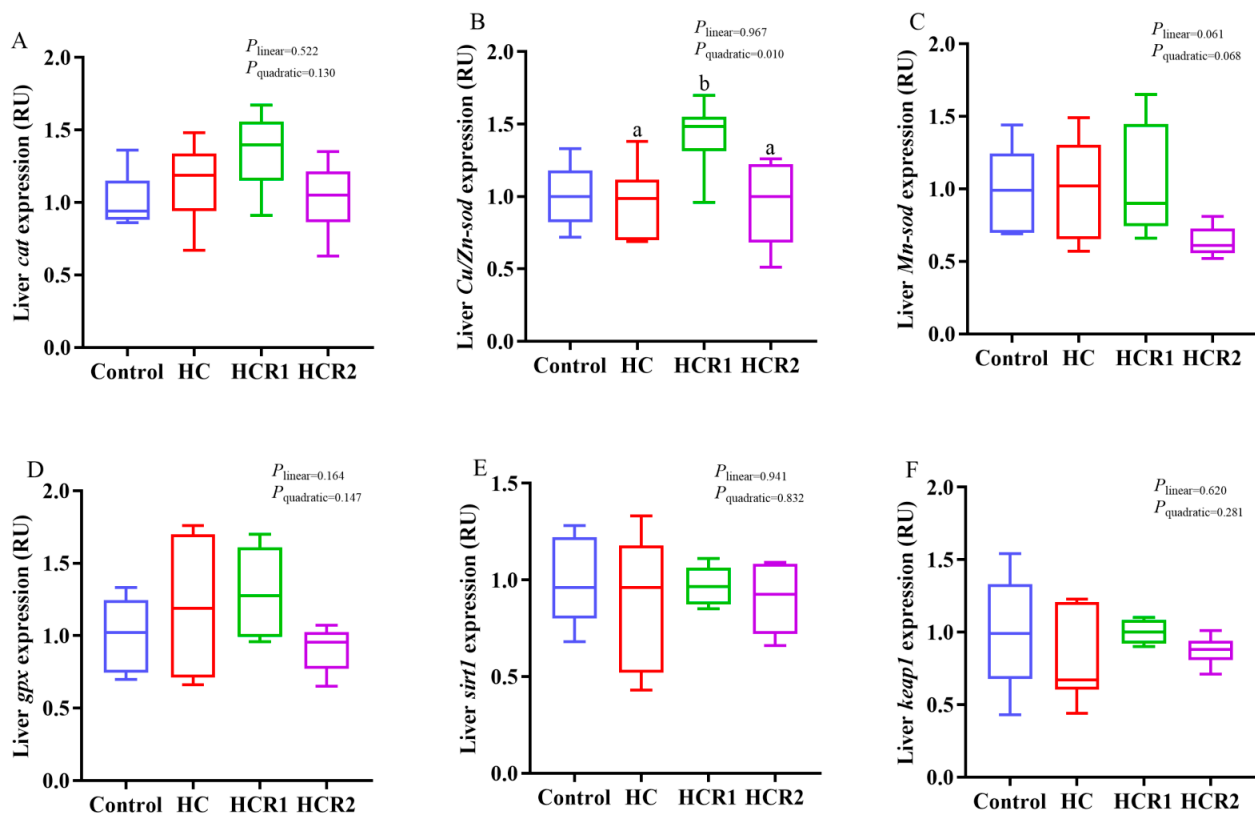 A
P linear=0.522
P quadratic=0.130
Liver cat expression (RU)
2.0
1.5
1.0
0.5
0.0
Control HC HCR1 HCR2
B
P linear=0.967
P quadratic=0.010
Liver Cu/Zn-sod expression (RU)
2.0
1.5
1.0
0.5
0.0
a
b
a
Control HC HCR1 HCR2
C
P linear=0.061
P quadratic=0.068
Liver Mn-sod expression (RU)
2.0
1.5
1.0
0.5
0.0
Control HC HCR1 HCR2
D
P linear=0.164
P quadratic=0.147
Liver gpx expression (RU)
2.0
1.5
1.0
0.5
0.0
Control HC HCR1 HCR2
E
P linear=0.941
P quadratic=0.832
Liver sirt1 expression (RU)
1.5
1.0
0.5
0.0
Control HC HCR1 HCR2
F
P linear=0.620
P quadratic=0.281
Liver keap1 expression (RU)
2.0
1.5
1.0
0.5
0.0
Control HC HCR1 HCR2